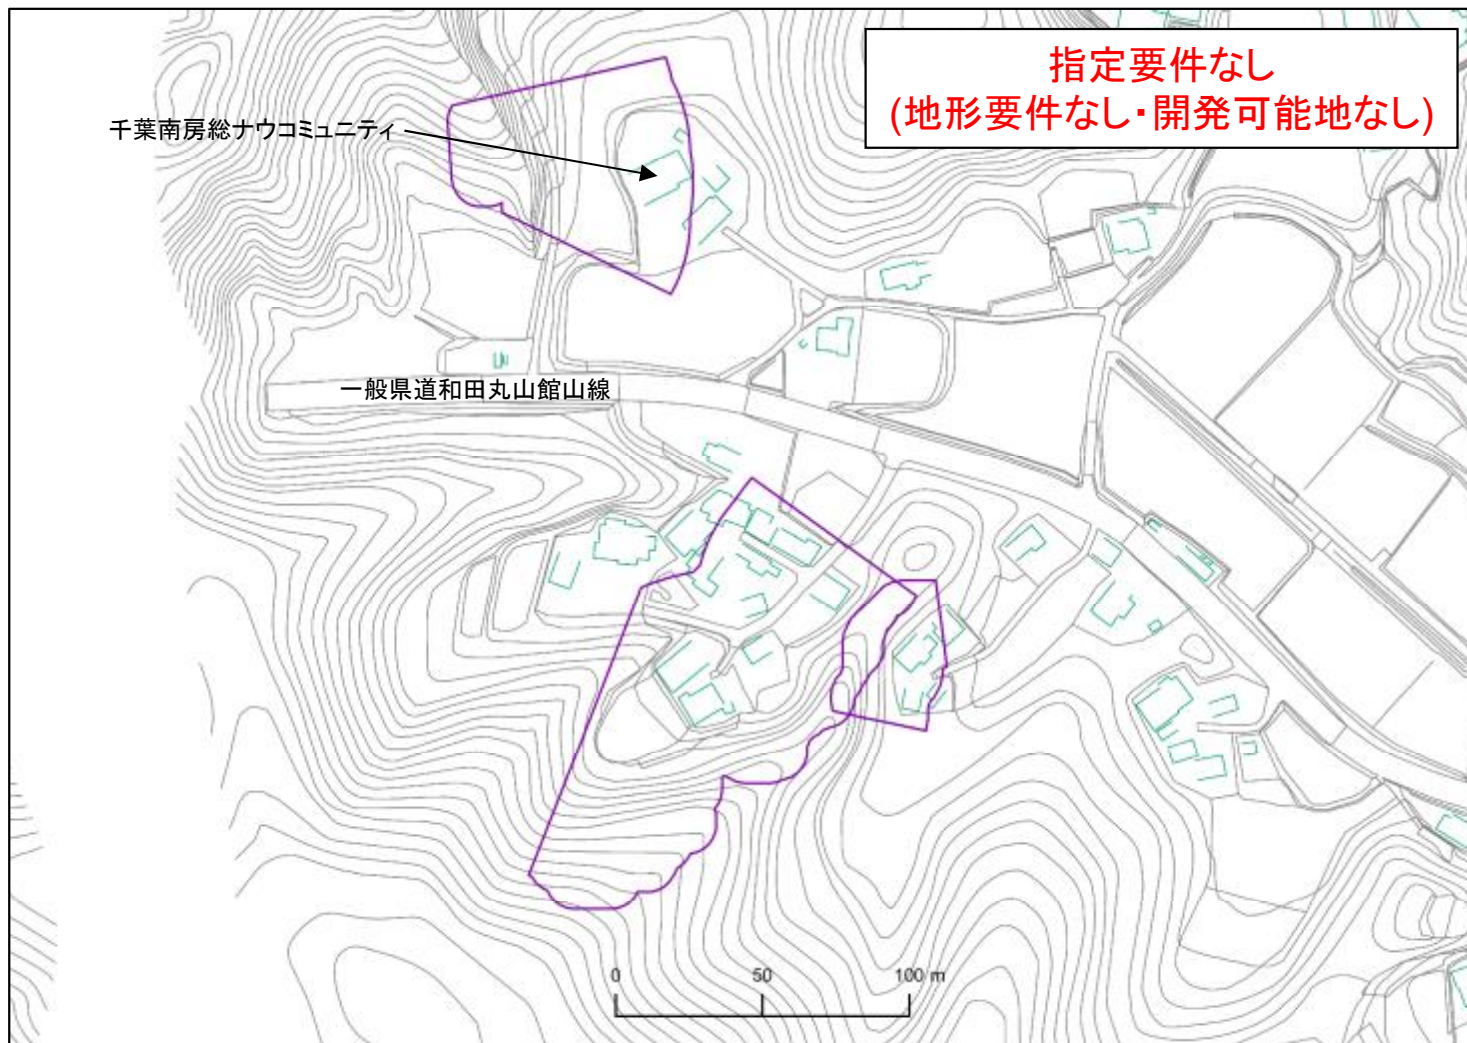 指定要件なし
(地形要件なし・開発可能地なし)
千葉南房総ナウコミュニティ
一般県道和田丸山館山線
0 50 100 m